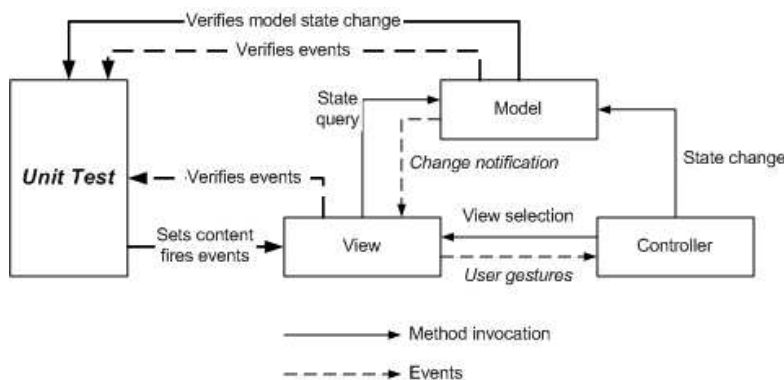 Verifies model state change
Verifies events
State
query
Model
Unit Test
Change notification
State change
Verifies events
View selection
Sets content
fires events
View
Controller
User gestures
Method invocation
Events